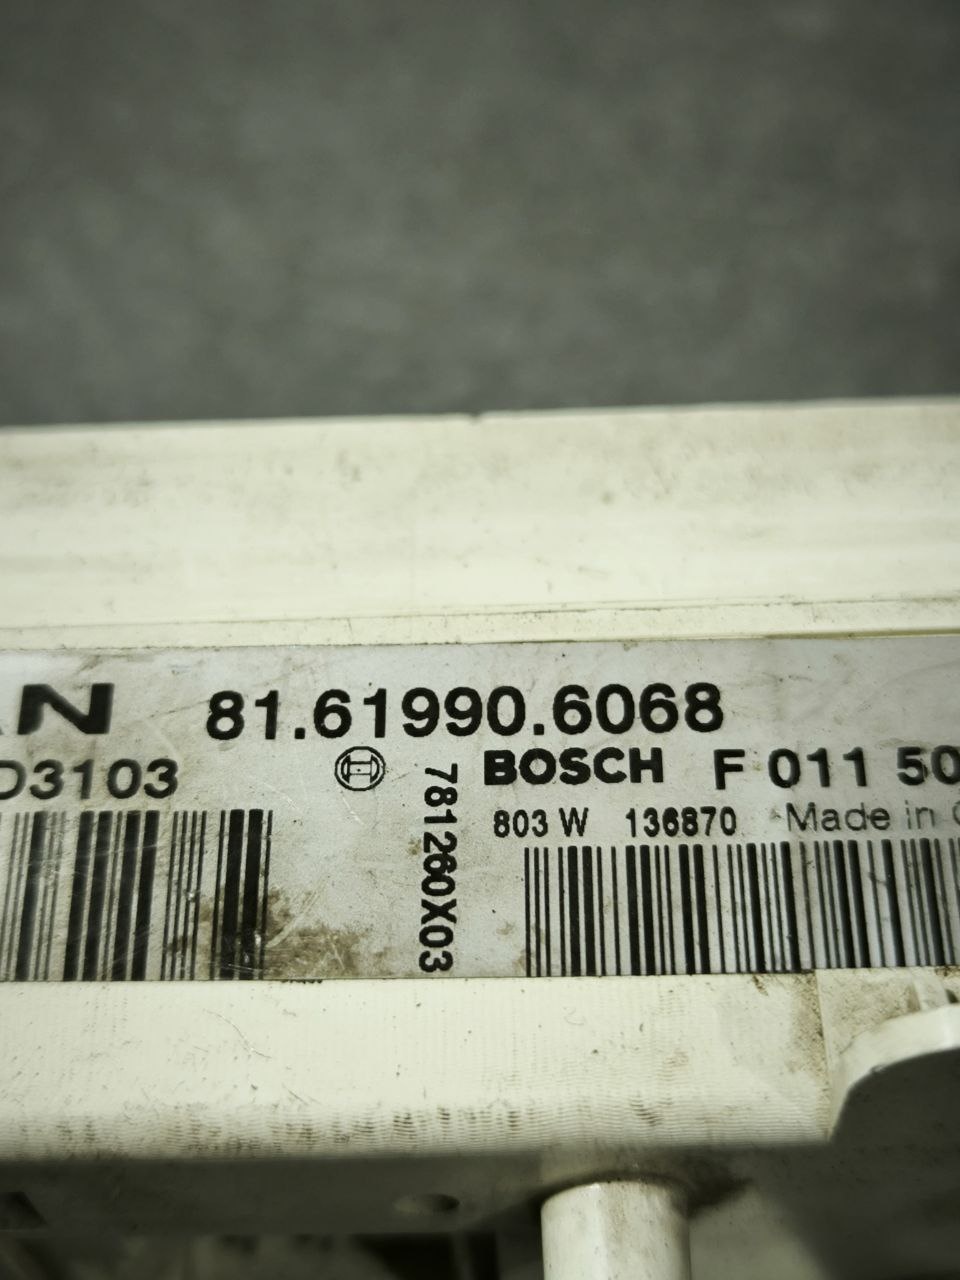 AN 81.61990.6068
D3103 BOSCH F 011 50
803 W 136870 Made in
781260X03